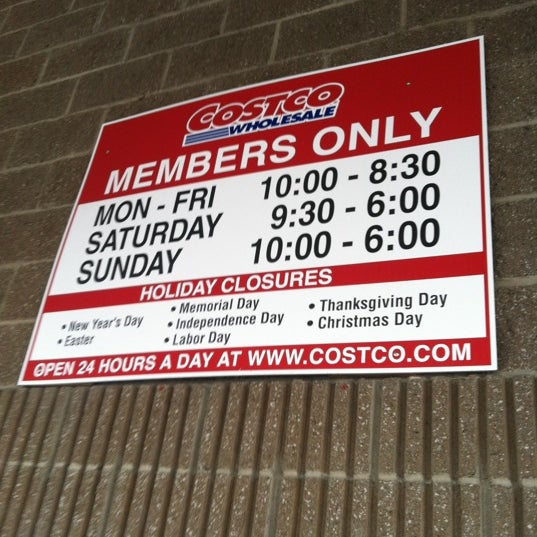 COSTCO
WHOLESALE
MEMBERS ONLY
MON - FRI 10:00 - 8:30
SATURDAY 9:30 - 6:00
SUNDAY 10:00 - 6:00
HOLIDAY CLOSURES
• New Year's Day • Memorial Day • Thanksgiving Day
• Easter • Independence Day • Christmas Day
• Labor Day
OPEN 24 HOURS A DAY AT WWW.COSTCO.COM